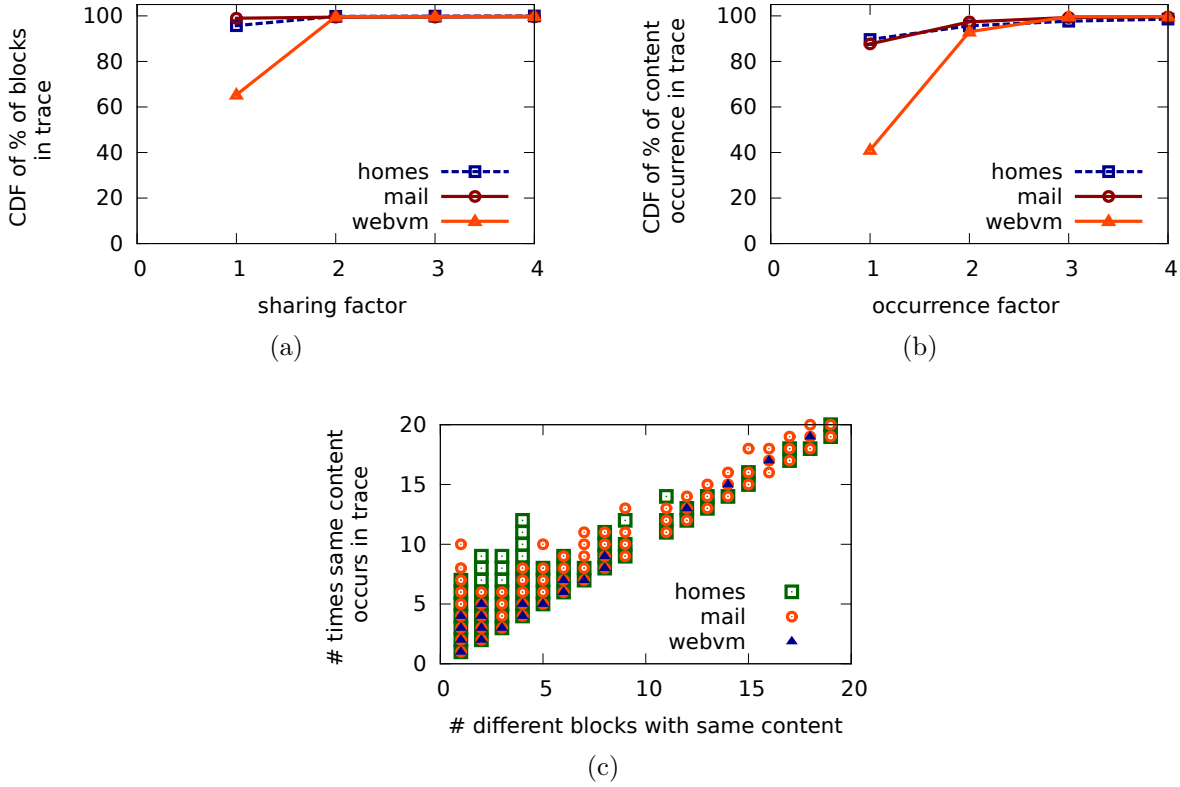 CDF of % of blocks
in trace
100
80
60
40
20
0
homes
mail
webvm
0 1 2 3 4
sharing factor
(a)
CDF of % of content
occurrence in trace
100
80
60
40
20
0
homes
mail
webvm
0 1 2 3 4
occurrence factor
(b)
# times same content
occurs in trace
20
15
10
5
0
homes
mail
webvm
0 5 10 15 20
# different blocks with same content
(c)